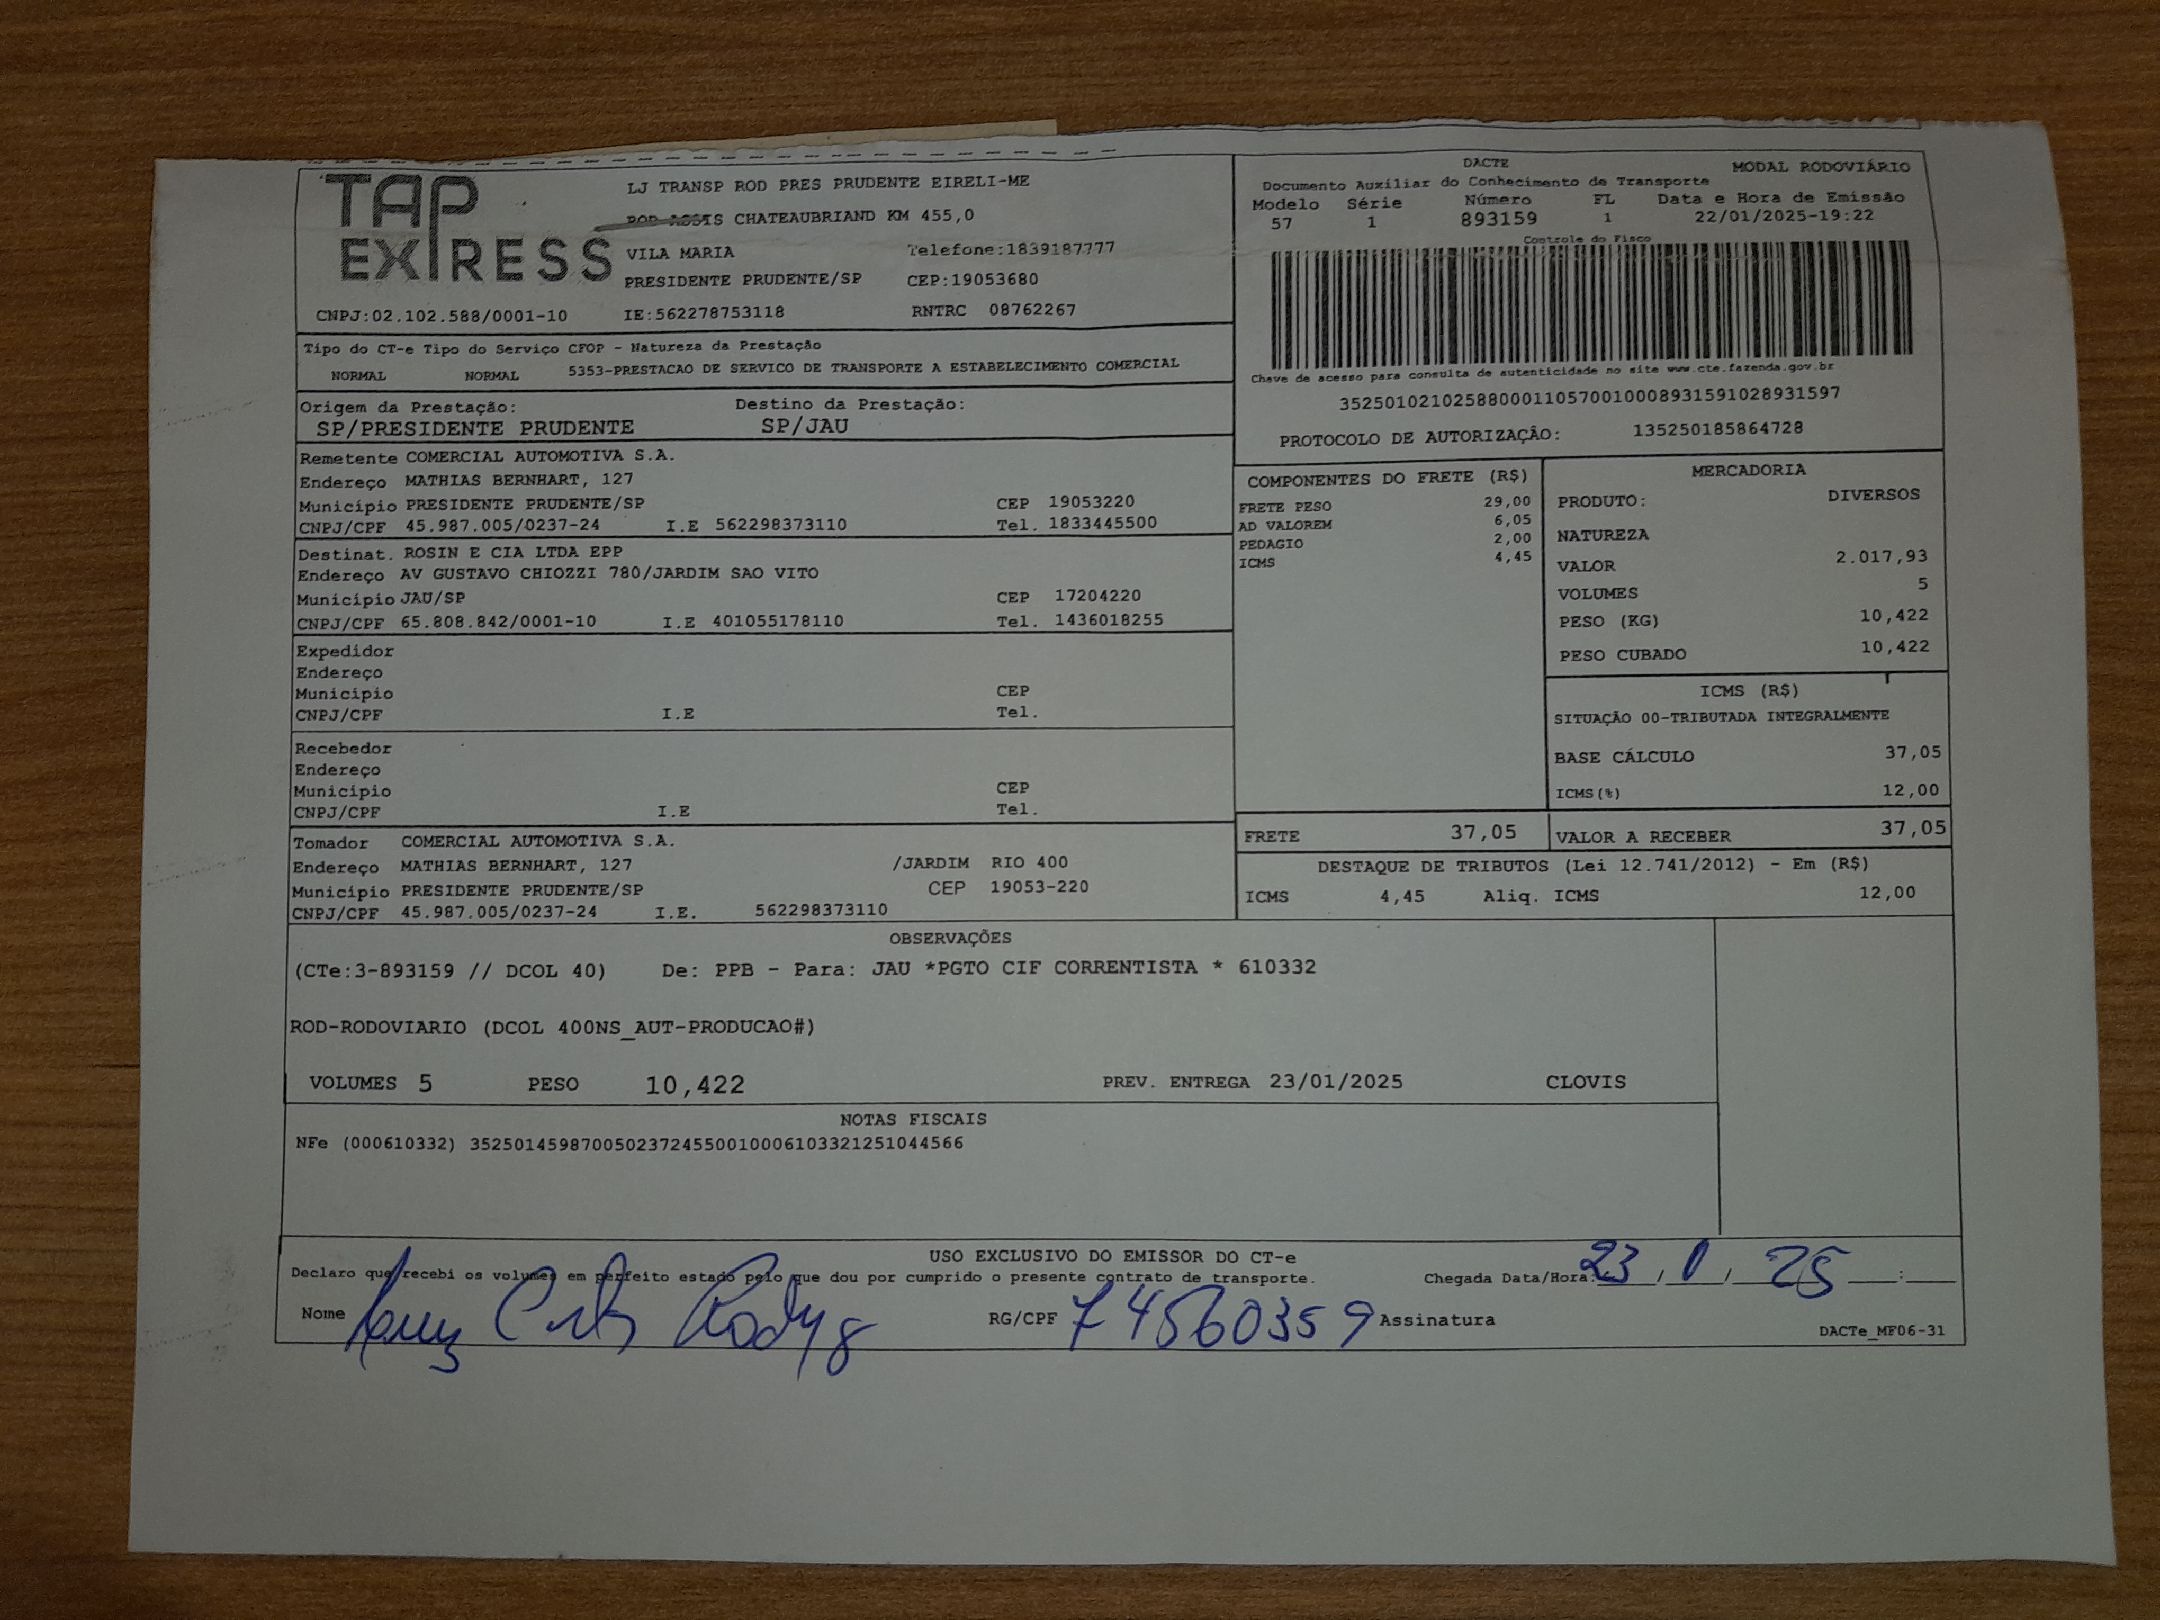 TAP EXPRESS
LJ TRANSP ROD PRES PRUDENTE EIRELI-ME
ROD ASSIS CHATEAUBRIAND KM 455,0
VILA MARIA Telefone:1839187777
PRESIDENTE PRUDENTE/SP CEP:19053680
CNPJ:02.102.588/0001-10 IE:562278753118 RNTRC 08762267
DACTE MODAL RODOVIÁRIO
Documento Auxiliar do Conhecimento de Transporte
Modelo Série Número FL Data e Hora de Emissão
57 1 893159 1 22/01/2025-19:22
Controle do Fisco
Chave de acesso para consulta de autenticidade no site www.cte.fazenda.gov.br
35250102102588000110570010008931591028931597
PROTOCOLO DE AUTORIZAÇÃO: 135250185864728
Tipo do CT-e Tipo do Serviço CFOP - Natureza da Prestação
NORMAL NORMAL 5353-PRESTACAO DE SERVICO DE TRANSPORTE A ESTABELECIMENTO COMERCIAL
Origem da Prestação: Destino da Prestação:
SP/PRESIDENTE PRUDENTE SP/JAU
Remetente COMERCIAL AUTOMOTIVA S.A.
Endereço MATHIAS BERNHART, 127
Município PRESIDENTE PRUDENTE/SP CEP 19053220
CNPJ/CPF 45.987.005/0237-24 I.E 562298373110 Tel. 1833445500
Destinat. ROSIN E CIA LTDA EPP
Endereço AV GUSTAVO CHIOZZI 780/JARDIM SAO VITO
Município JAU/SP CEP 17204220
CNPJ/CPF 65.808.842/0001-10 I.E 401055178110 Tel. 1436018255
Expedidor
Endereço
Município CEP
CNPJ/CPF I.E Tel.
Recebedor
Endereço
Município CEP
CNPJ/CPF I.E Tel.
Tomador COMERCIAL AUTOMOTIVA S.A.
Endereço MATHIAS BERNHART, 127 /JARDIM RIO 400
Município PRESIDENTE PRUDENTE/SP CEP 19053-220
CNPJ/CPF 45.987.005/0237-24 I.E. 562298373110
COMPONENTES DO FRETE (R$)
FRETE PESO 29,00
AD VALOREM 6,05
PEDAGIO 2,00
ICMS 4,45
MERCADORIA
PRODUTO: DIVERSOS
NATUREZA
VALOR 2.017,93
VOLUMES 5
PESO (KG) 10,422
PESO CUBADO 10,422
ICMS (R$)
SITUAÇÃO 00-TRIBUTADA INTEGRALMENTE
BASE CÁLCULO 37,05
ICMS(%) 12,00
FRETE 37,05 VALOR A RECEBER 37,05
DESTAQUE DE TRIBUTOS (Lei 12.741/2012) - Em (R$)
ICMS 4,45 Aliq. ICMS 12,00
OBSERVAÇÕES
(CTe:3-893159 // DCOL 40) De: PPB - Para: JAU *PGTO CIF CORRENTISTA * 610332
ROD-RODOVIARIO (DCOL 400NS_AUT-PRODUCAO#)
VOLUMES 5 PESO 10,422 PREV. ENTREGA 23/01/2025 CLOVIS
NOTAS FISCAIS
NFe (000610332) 35250145987005023724550010006103321251044566
USO EXCLUSIVO DO EMISSOR DO CT-e
Declaro que recebi os volumes em perfeito estado pelo que dou por cumprido o presente contrato de transporte. Chegada Data/Hora: 23/ /25 :
Nome RG/CPF 74560359 Assinatura
DACTe_MF06-31